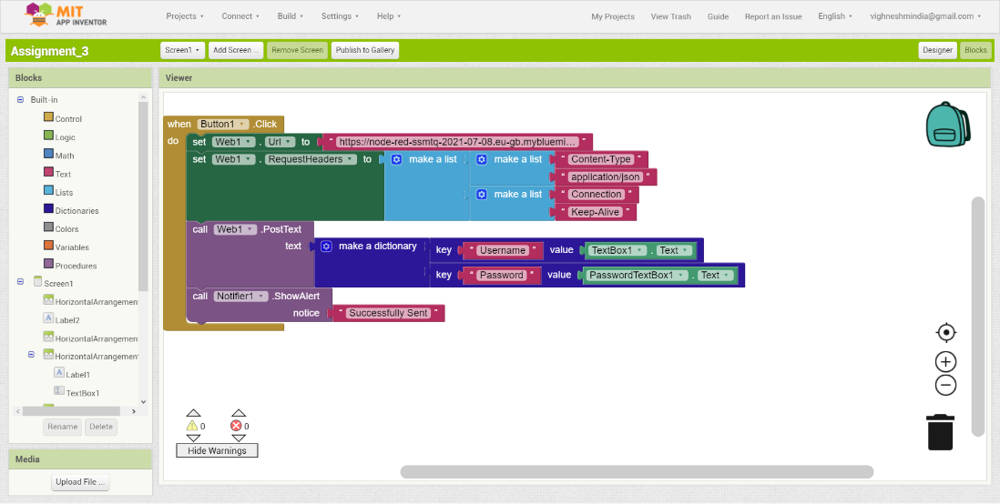 MIT
APP INVENTOR
Projects
Connect
Build
Settings
Help
My Projects
View Trash
Guide
Report an Issue
English
vighneshmindia@gmail.com
Assignment_3
Screen1
Add Screen ...
Remove Screen
Publish to Gallery
Designer
Blocks
Blocks
Built-in
Control
Logic
Math
Text
Lists
Dictionaries
Colors
Variables
Procedures
Screen1
HorizontalArrangement
Label2
HorizontalArrangement
HorizontalArrangement
Label1
TextBox1
Rename
Delete
Media
Upload File ...
Viewer
when Button1 .Click
do set Web1 . Url to " https://node-red-ssmtq-2021-07-08.eu-gb.mybluemi... "
set Web1 . RequestHeaders to make a list make a list " Content-Type "
" application/json "
make a list " Connection "
" Keep-Alive "
call Web1 .PostText
text make a dictionary key " Username " value TextBox1 . Text
key " Password " value PasswordTextBox1 . Text
call Notifier1 .ShowAlert
notice " Successfully Sent "
0 0
Hide Warnings